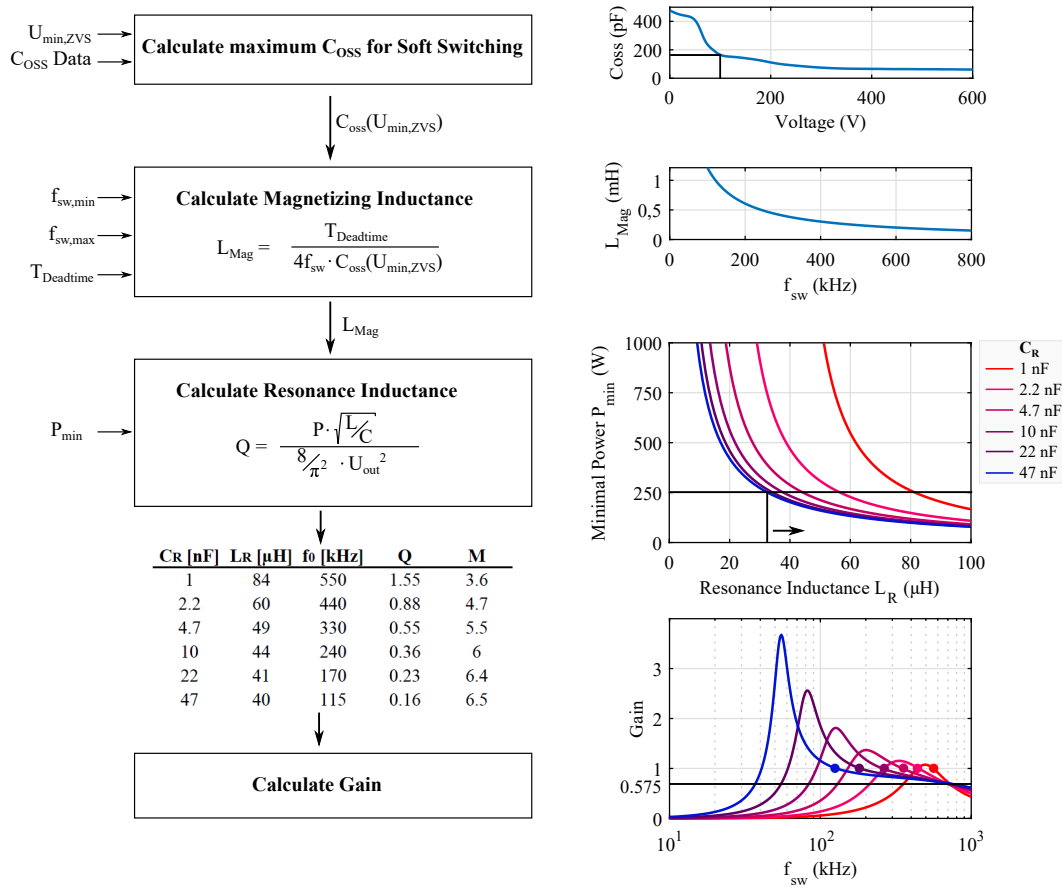 U_min,ZVS
C_OSS Data
Calculate maximum C_OSS for Soft Switching
C_oss(U_min,ZVS)
f_sw,min
f_sw,max
T_Deadtime
Calculate Magnetizing Inductance
L_Mag = T_Deadtime / 4f_sw · C_oss(U_min,ZVS)
L_Mag
P_min
Calculate Resonance Inductance
Q = P · √L/C / 8/π² · U_out²
C_R [nF] L_R [µH] f_0 [kHz] Q M
1 84 550 1.55 3.6
2.2 60 440 0.88 4.7
4.7 49 330 0.55 5.5
10 44 240 0.36 6
22 41 170 0.23 6.4
47 40 115 0.16 6.5
Calculate Gain
Coss (pF)
600
400
200
0
0 200 400 600
Voltage (V)
L_Mag (mH)
1
0,5
0
0 200 400 600 800
f_sw (kHz)
Minimal Power P_min (W)
1000
750
500
250
0
0 20 40 60 80 100
Resonance Inductance L_R (µH)
C_R
1 nF
2.2 nF
4.7 nF
10 nF
22 nF
47 nF
Gain
3
2
1
0.575
0
10^1 10^2 10^3
f_sw (kHz)